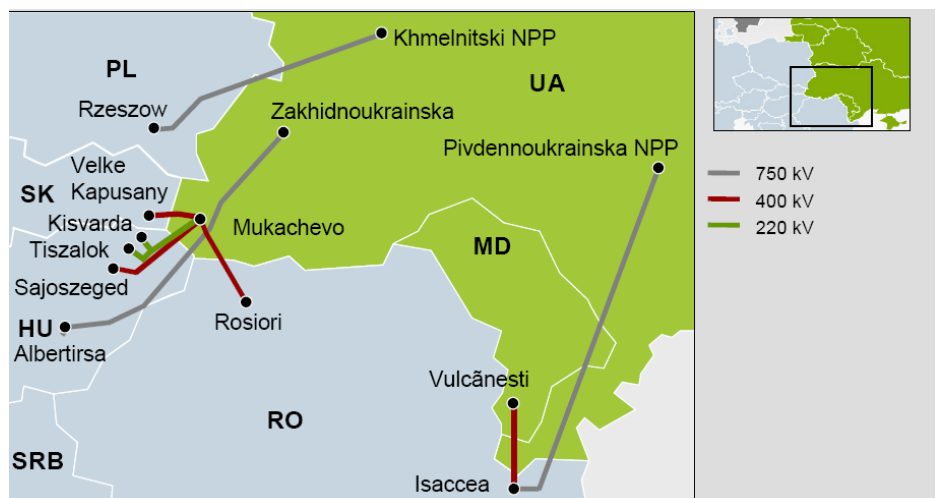 Khmelnitski NPP
PL
UA
Rzeszow
Zakhidnoukrainska
Pivdennoukrainska NPP
Velke
Kapusany
SK
Kisvarda
Mukachevo
Tiszalok
MD
Sajoszeged
Rosiori
HU
Albertirsa
Vulcãnesti
RO
SRB
Isaccea
750 kV
400 kV
220 kV